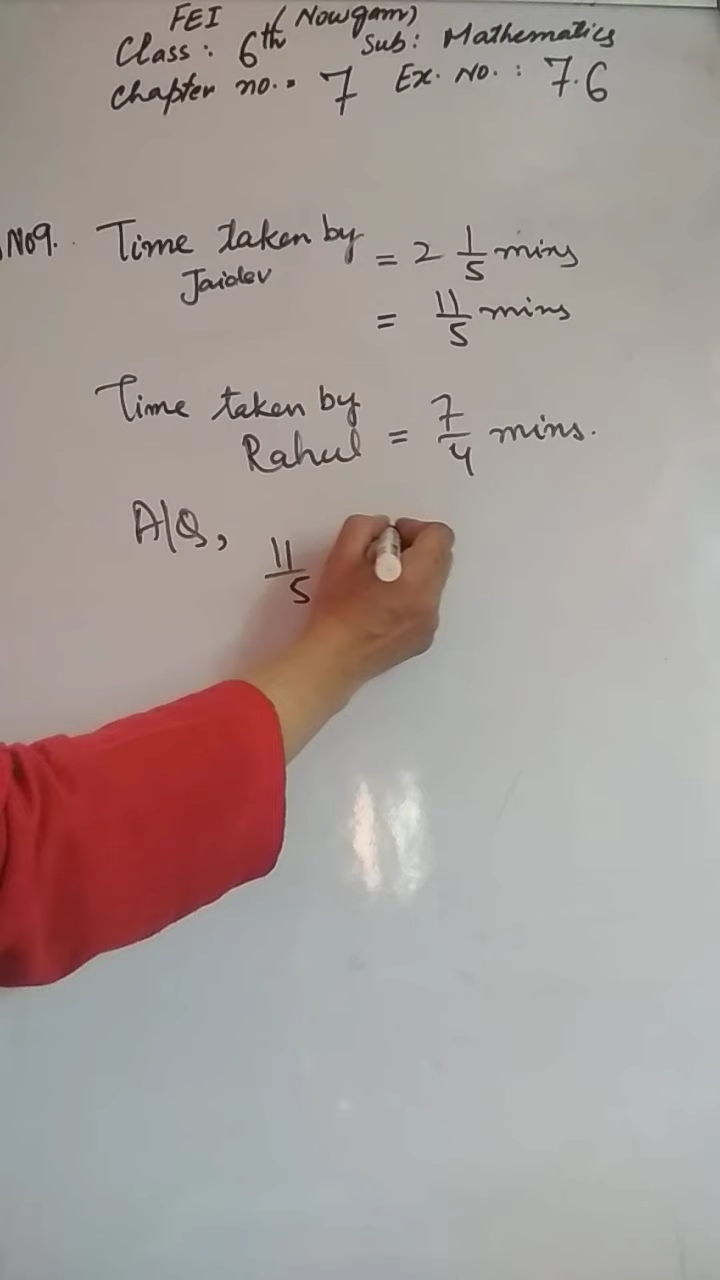 FEI (Nowgam)
Class: 6th Sub: Mathematics
Chapter no.: 7 Ex. No.: 7.6
No9. Time taken by Jaidev = 2 1/5 mins
= 11/5 mins
Time taken by Rahul = 7/4 mins.
A/Q, 11/5